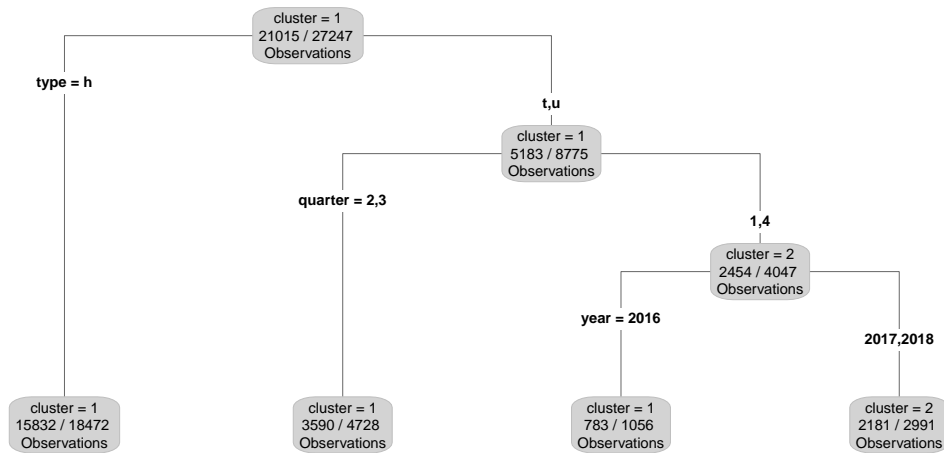 cluster = 1
21015 / 27247
Observations
type = h
t,u
cluster = 1
5183 / 8775
Observations
quarter = 2,3
1,4
cluster = 2
2454 / 4047
Observations
year = 2016
2017,2018
cluster = 1
15832 / 18472
Observations
cluster = 1
3590 / 4728
Observations
cluster = 1
783 / 1056
Observations
cluster = 2
2181 / 2991
Observations